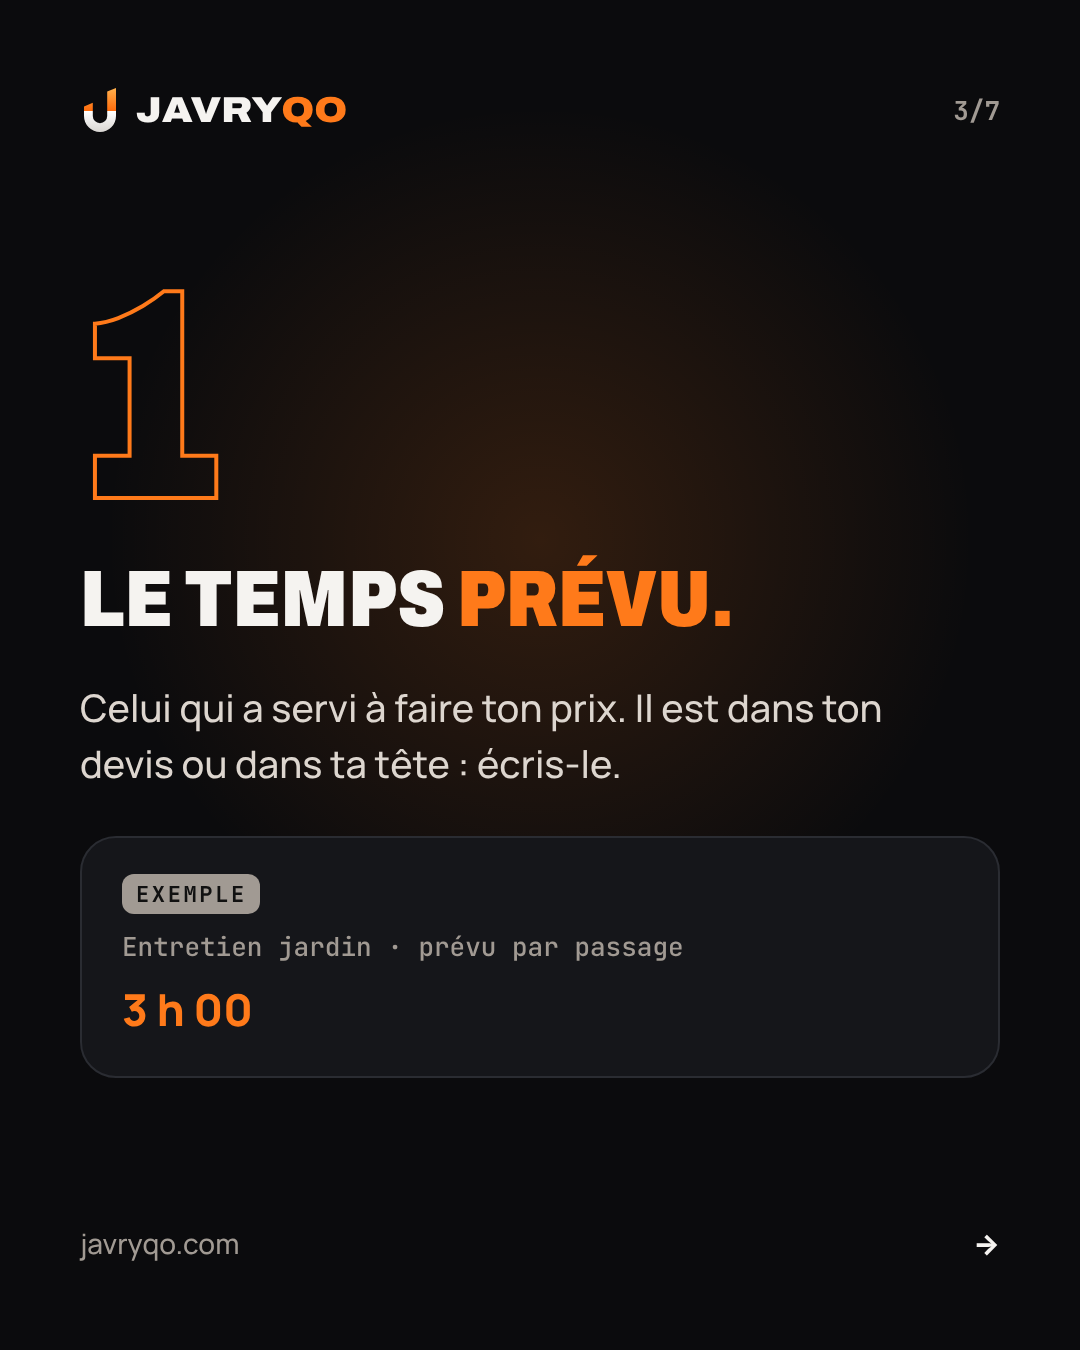 JAVRYQO
3/7
1
LE TEMPS PRÉVU.
Celui qui a servi à faire ton prix. Il est dans ton
devis ou dans ta tête : écris-le.
EXEMPLE
Entretien jardin · prévu par passage
3 h 00
javryqo.com
→